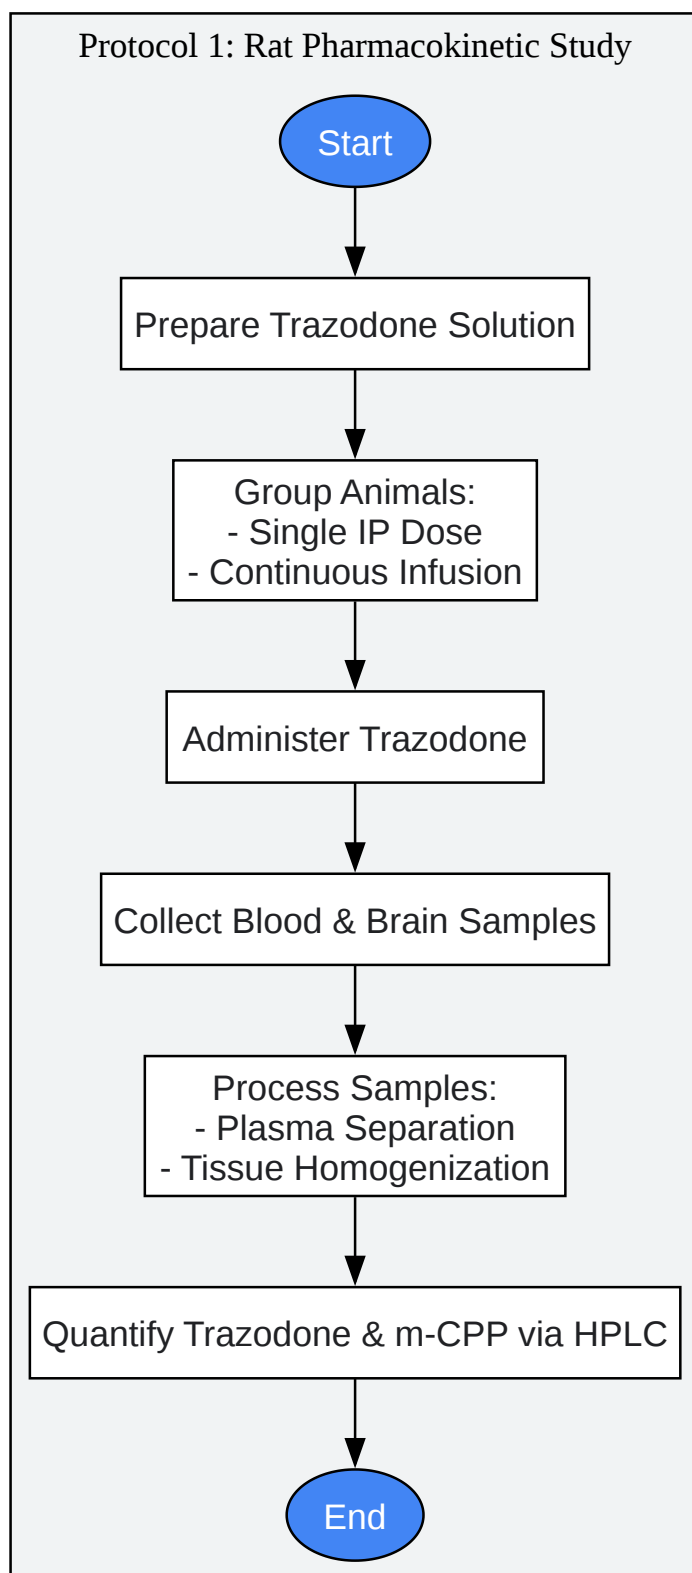 Protocol 1: Rat Pharmacokinetic Study
Start
Prepare Trazodone Solution
Group Animals:
- Single IP Dose
- Continuous Infusion
Administer Trazodone
Collect Blood & Brain Samples
Process Samples:
- Plasma Separation
- Tissue Homogenization
Quantify Trazodone & m-CPP via HPLC
End